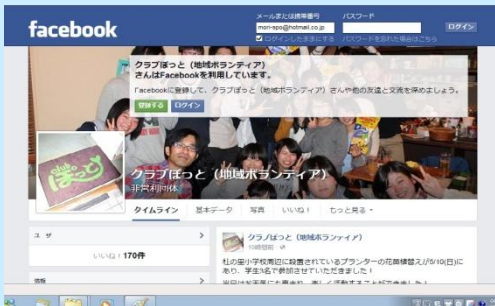 facebook
メールまたは携帯番号
パスワード
mori-spo@hotmail.co.jp
ログイン
ログインしたままにする
パスワードを忘れた場合はこちら
クラブぽっと（地域ボランティア）
さんはFacebookを利用しています。
Facebookに登録して、クラブぽっと（地域ボランティア）さんや他の友達と交流を深めましょう。
登録する
ログイン
ぽっと
クラブぽっと（地域ボランティア）
非営利団体
タイムライン
基本データ
写真
いいね！
もっと見る
ユーザ
いいね！170件
情報
クラブぽっと（地域ボランティア）
杜の里小学校周辺に設置されているプランターの花苗植えが5/10(日)に
あり、学生3名で参加させていただきました！